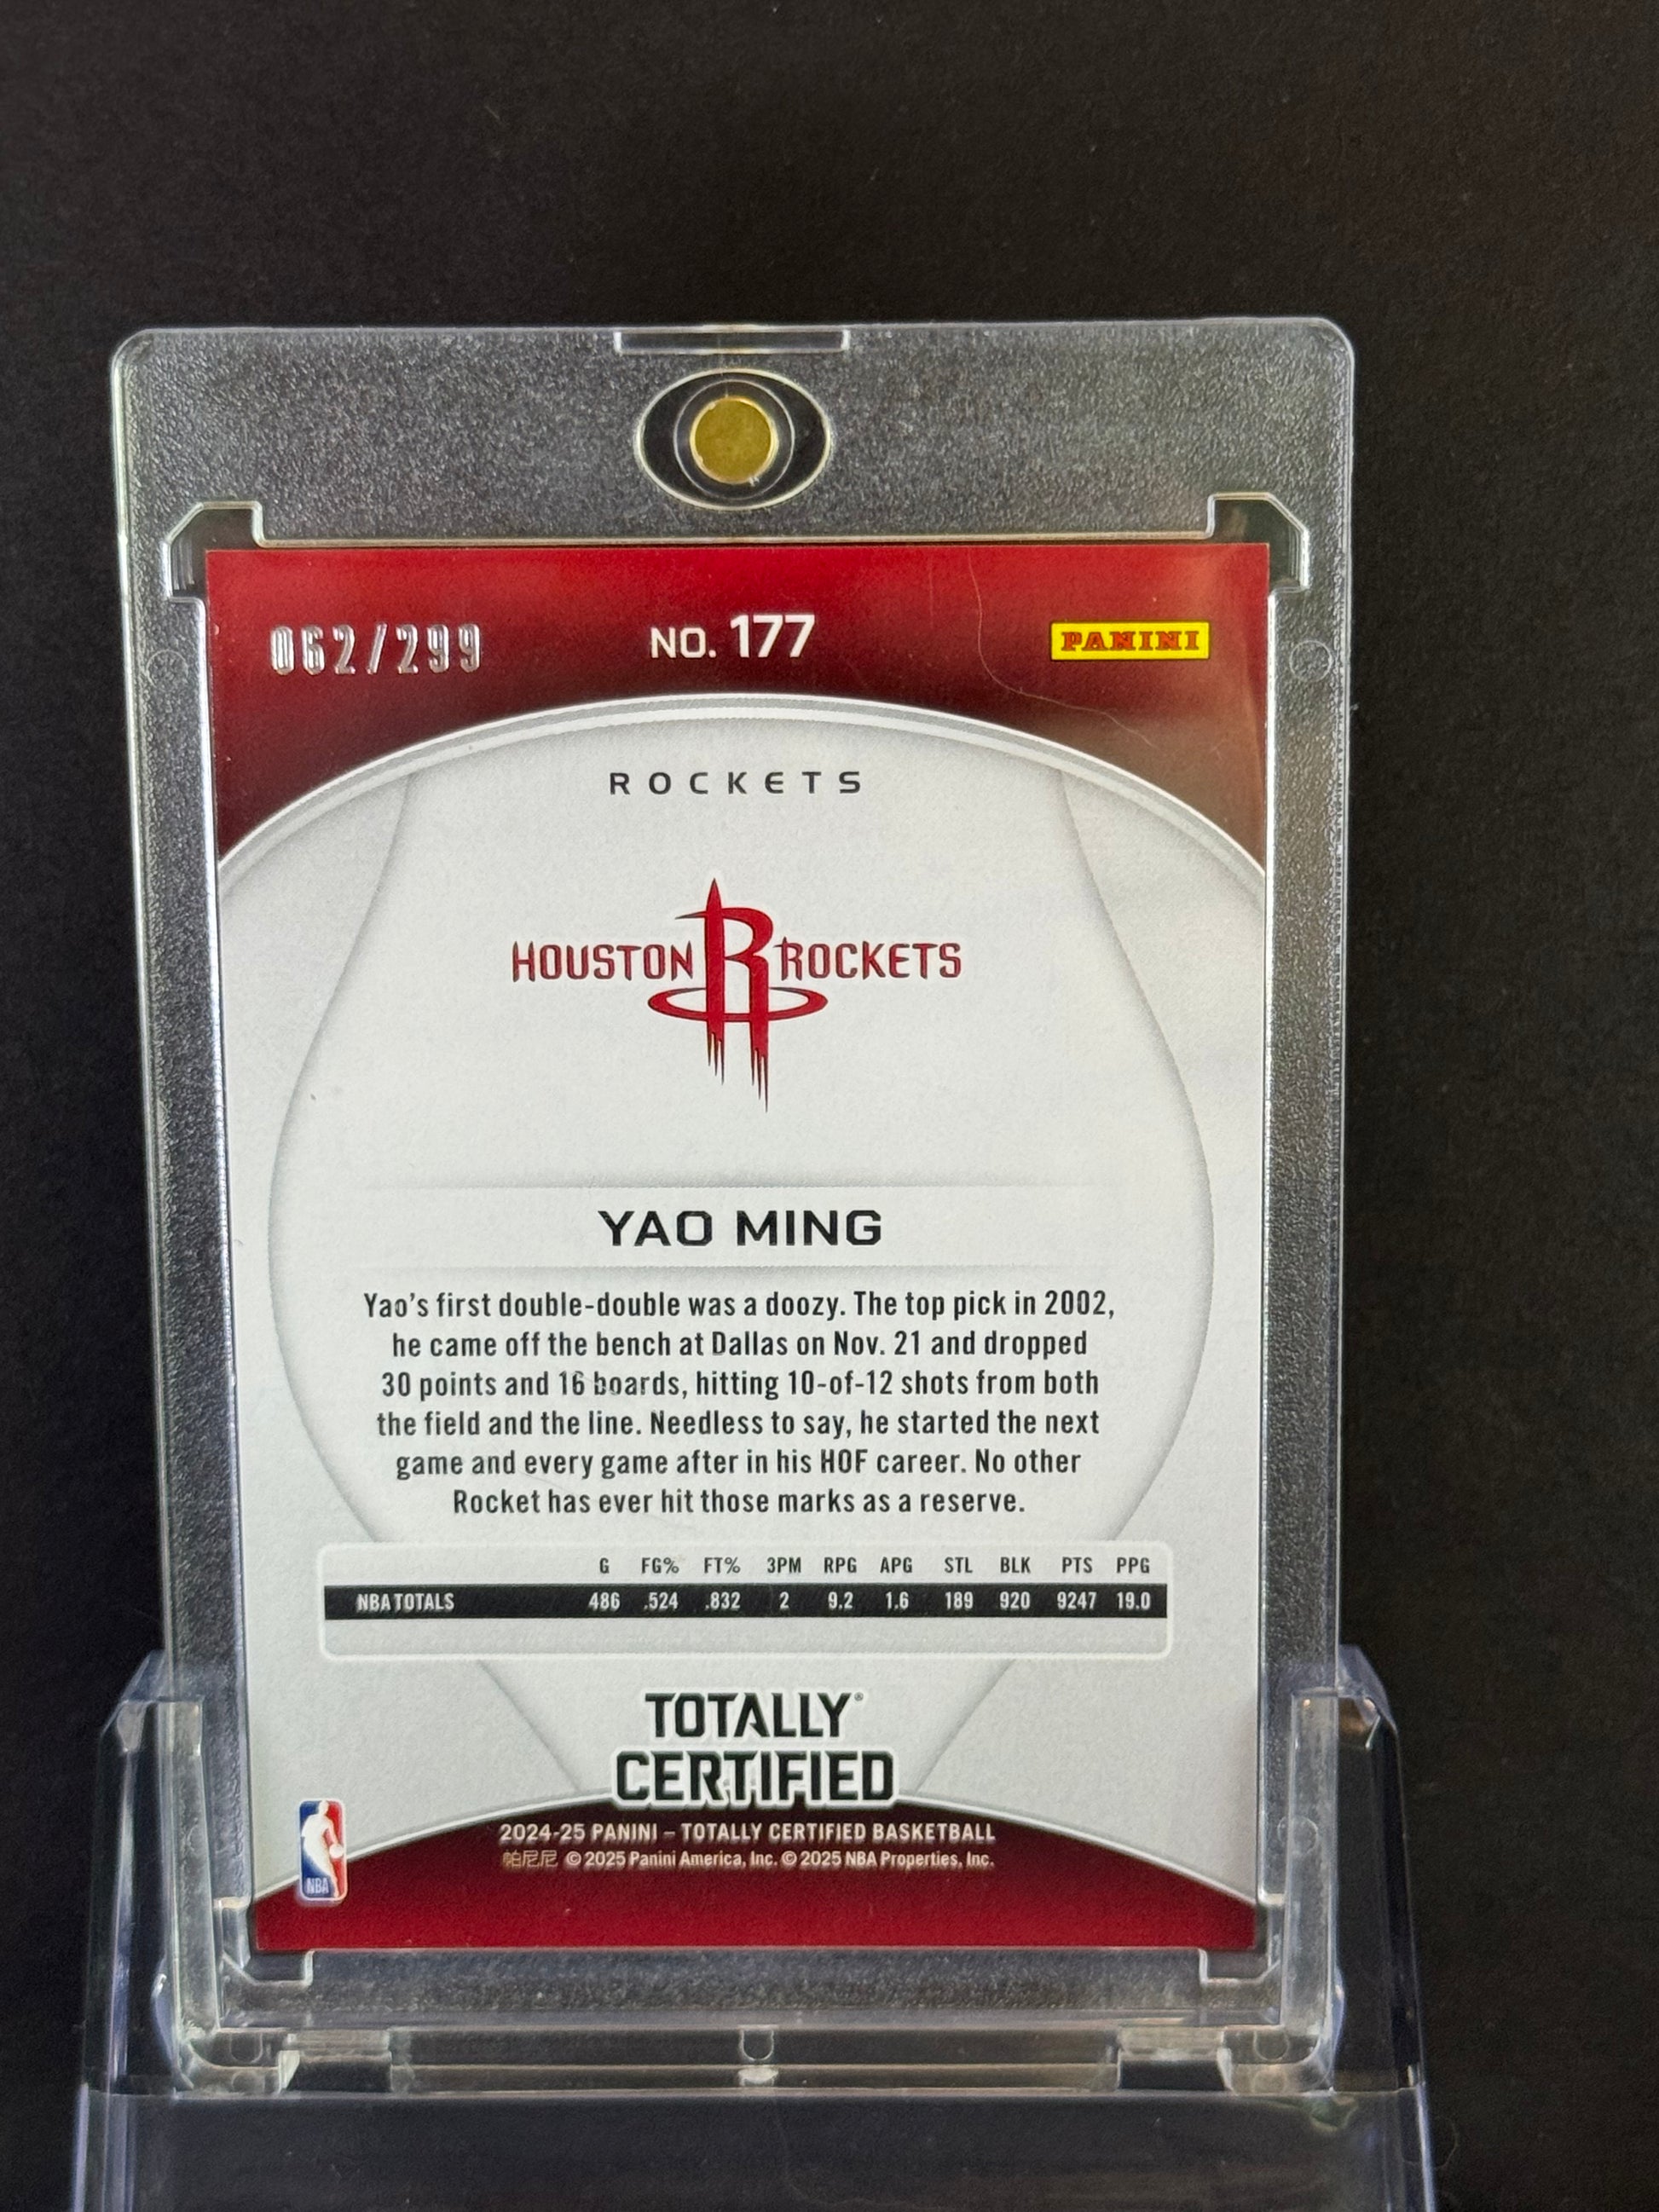 062/299
NO. 177
PANINI
ROCKETS
HOUSTON ROCKETS
YAO MING
Yao's first double-double was a doozy. The top pick in 2002,
he came off the bench at Dallas on Nov. 21 and dropped
30 points and 16 boards, hitting 10-of-12 shots from both
the field and the line. Needless to say, he started the next
game and every game after in his HOF career. No other
Rocket has ever hit those marks as a reserve.
G FG% FT% 3PM RPG APG STL BLK PTS PPG
NBA TOTALS 486 .524 .832 2 9.2 1.6 189 920 9247 19.0
TOTALLY®
CERTIFIED
NBA
2024-25 PANINI – TOTALLY CERTIFIED BASKETBALL
帕尼尼 © 2025 Panini America, Inc. © 2025 NBA Properties, Inc.